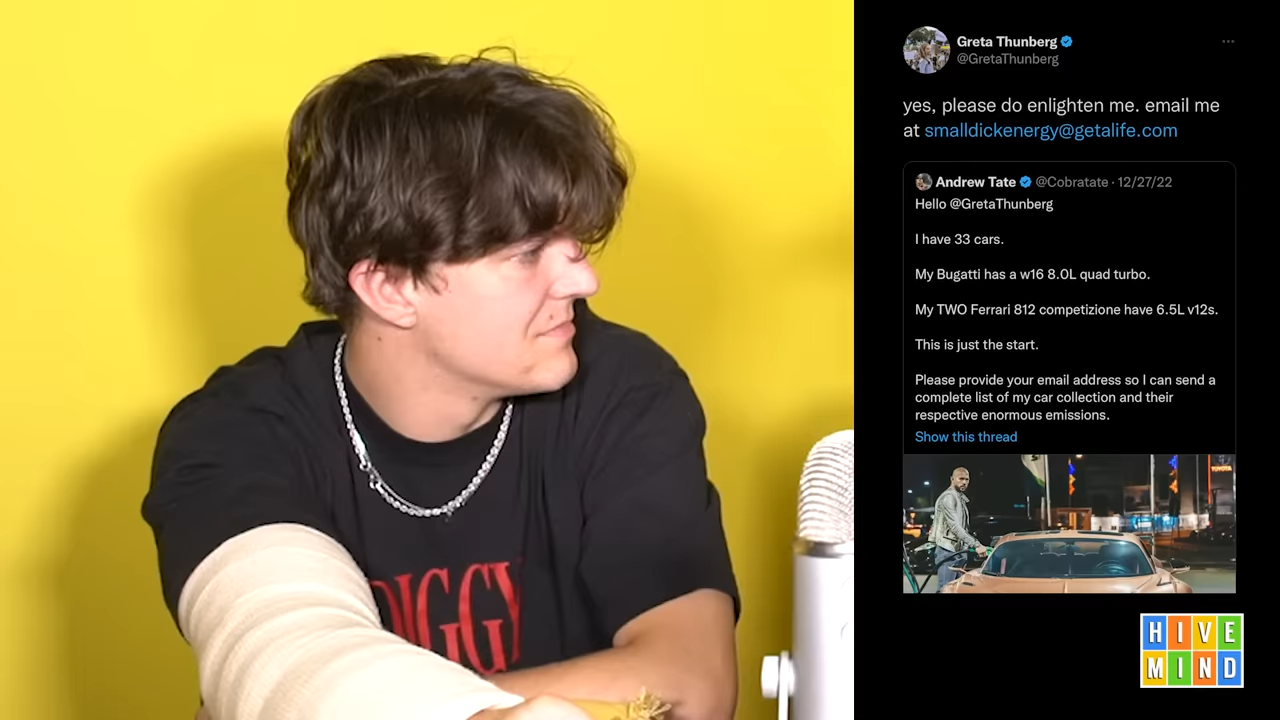 Greta Thunberg
@GretaThunberg
yes, please do enlighten me. email me
at smalldickenergy@getalife.com
Andrew Tate @Cobratate · 12/27/22
Hello @GretaThunberg
I have 33 cars.
My Bugatti has a w16 8.0L quad turbo.
My TWO Ferrari 812 competizione have 6.5L v12s.
This is just the start.
Please provide your email address so I can send a
complete list of my car collection and their
respective enormous emissions.
Show this thread
TOYOTA
DIGGY
HIVE
MIND